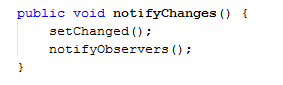 public void notifyChanges() {
    setChanged();
    notifyObservers();
}